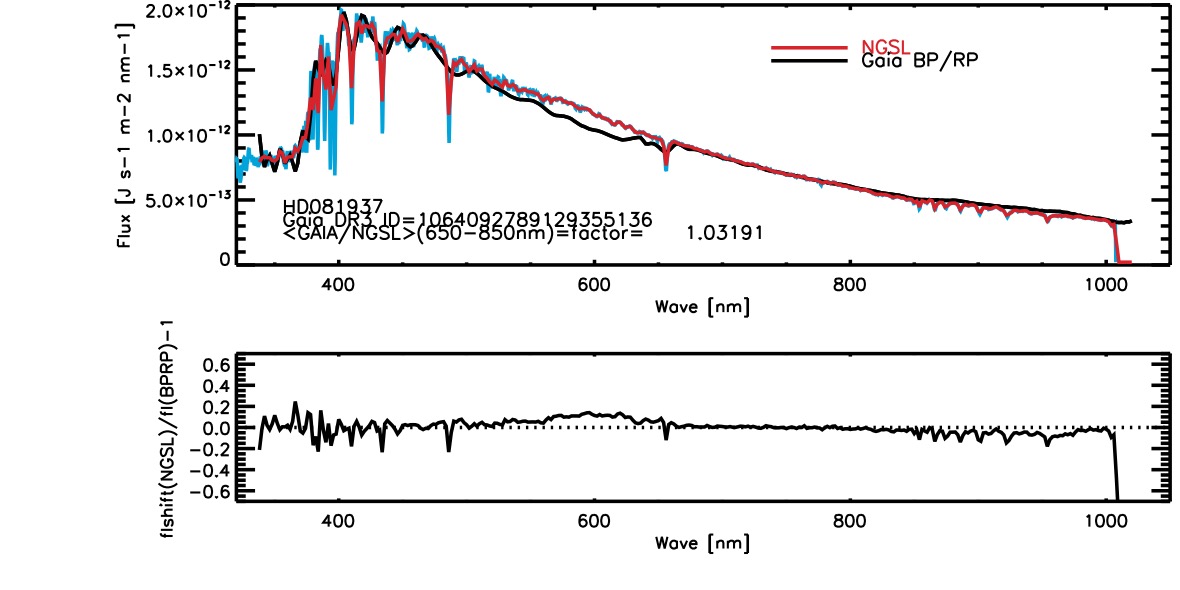 2.0×10−12
1.5×10−12
1.0×10−12
5.0×10−13
0
Flux [J s−1 m−2 nm−1]
NGSL
Gaia BP/RP
HD081937
Gaia DR3 ID=1064092789129355136
<GAIA/NGSL>(650−850nm)=factor= 1.03191
400 600 800 1000
Wave [nm]
0.6
0.4
0.2
0.0
−0.2
−0.4
−0.6
flshift(NGSL)/fl(BPRP)−1
400 600 800 1000
Wave [nm]